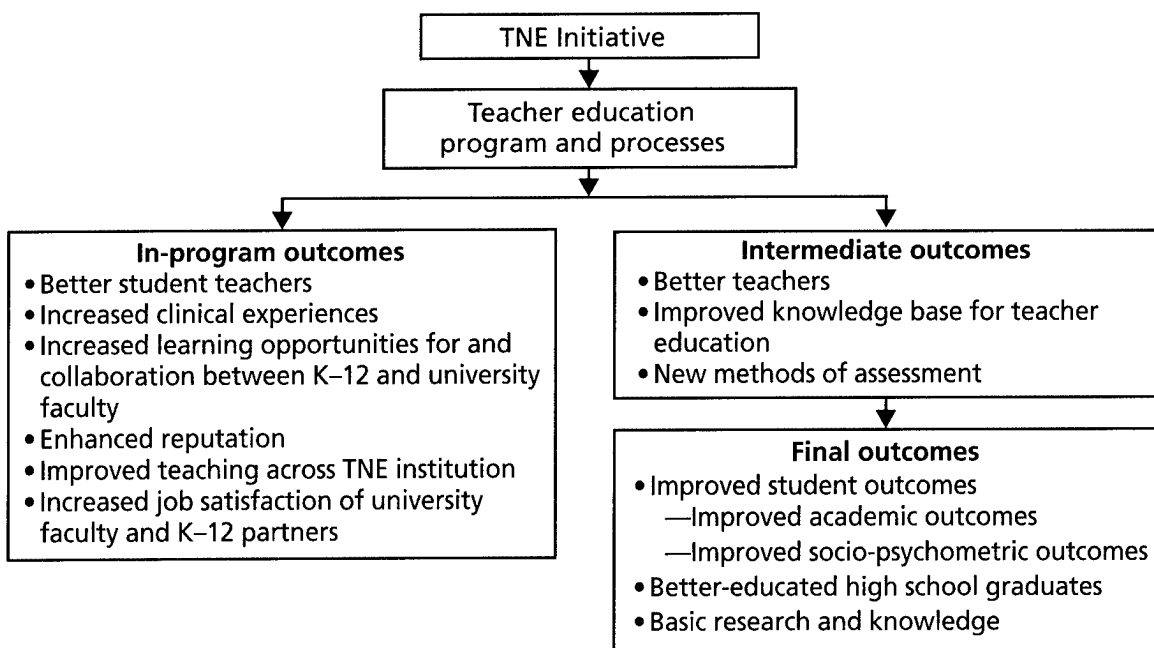 TNE Initiative
Teacher education
program and processes
In-program outcomes
• Better student teachers
• Increased clinical experiences
• Increased learning opportunities for and
collaboration between K–12 and university
faculty
• Enhanced reputation
• Improved teaching across TNE institution
• Increased job satisfaction of university
faculty and K–12 partners
Intermediate outcomes
• Better teachers
• Improved knowledge base for teacher
education
• New methods of assessment
Final outcomes
• Improved student outcomes
—Improved academic outcomes
—Improved socio-psychometric outcomes
• Better-educated high school graduates
• Basic research and knowledge